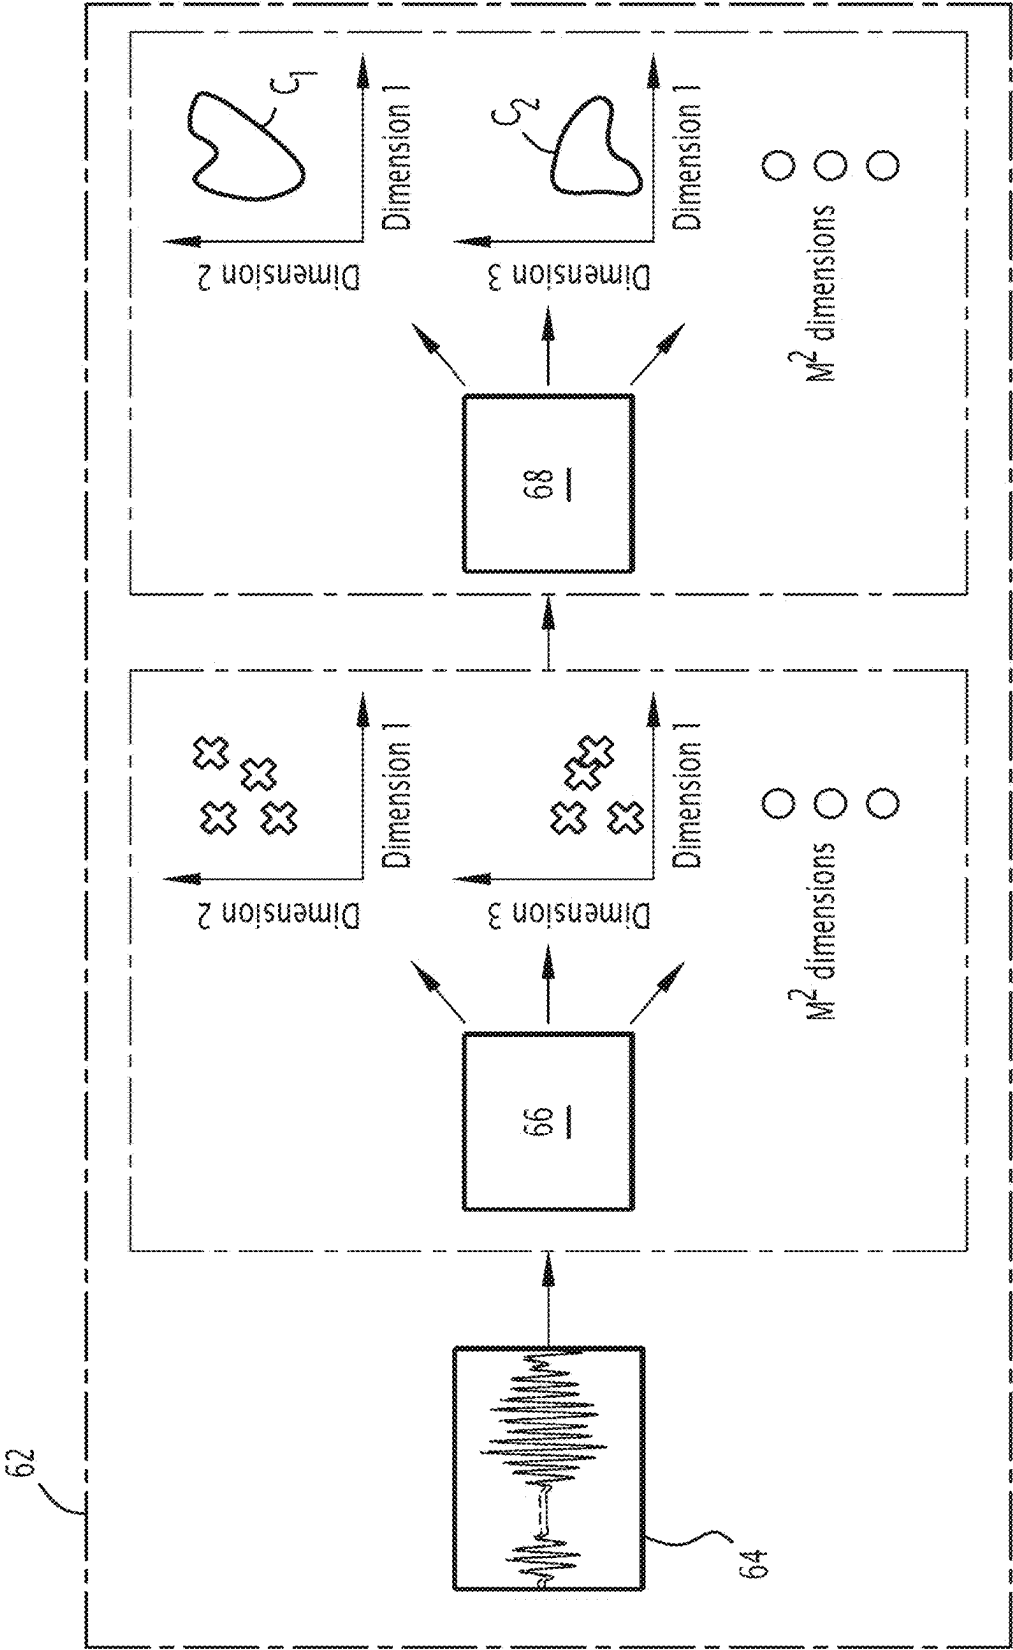 62
64
66
Dimension 2
Dimension 1
Dimension 3
Dimension 1
M² dimensions
68
Dimension 2
Dimension 1
C₁
Dimension 3
Dimension 1
C₂
M² dimensions